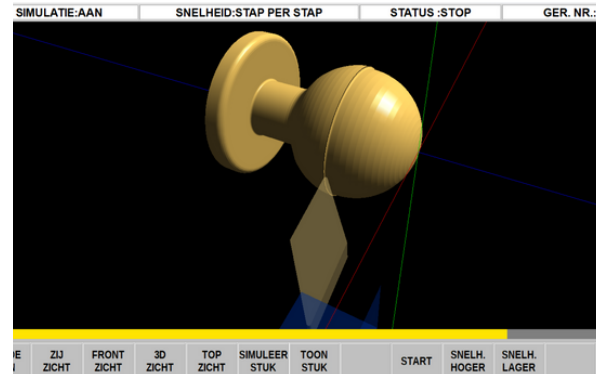 SIMULATIE:AAN SNELHEID:STAP PER STAP STATUS :STOP GER. NR.:
ZIJ ZICHT FRONT ZICHT 3D ZICHT TOP ZICHT SIMULEER STUK TOON STUK START SNELH. HOGER SNELH. LAGER